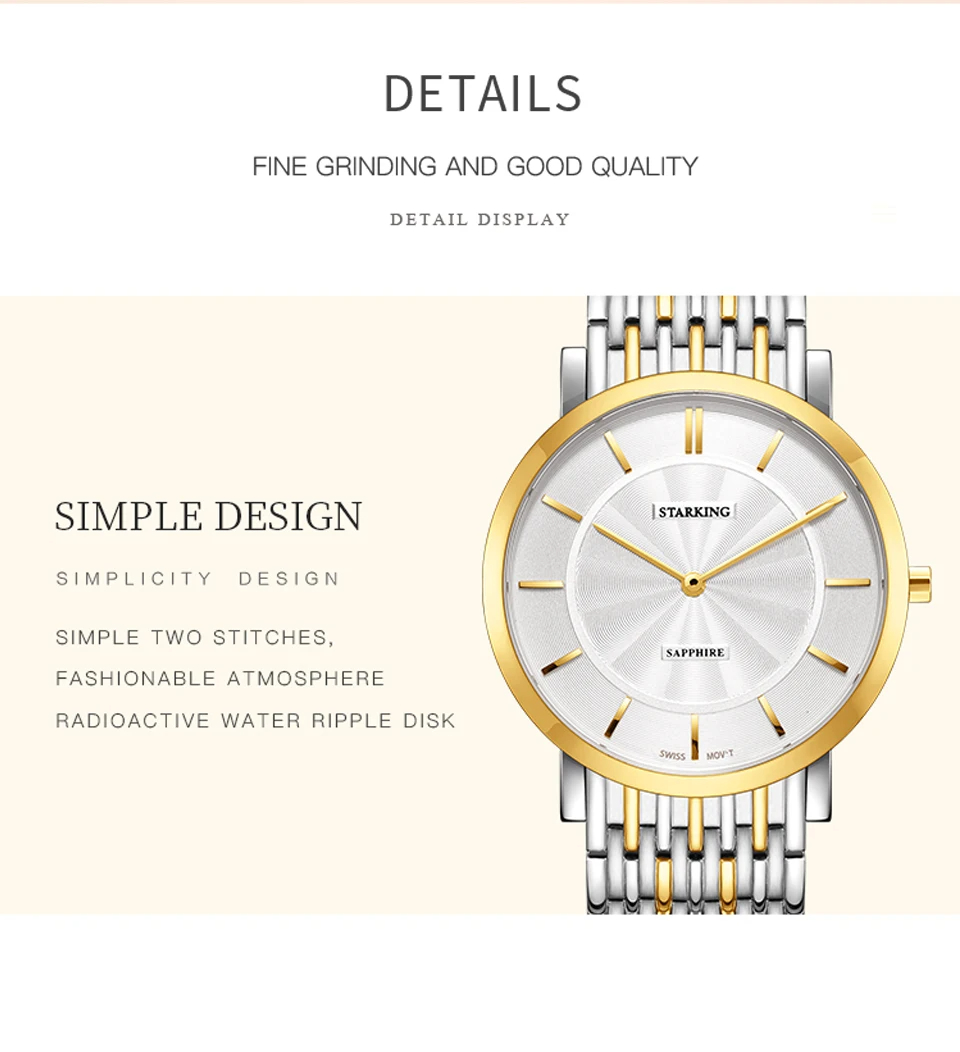 DETAILS
FINE GRINDING AND GOOD QUALITY
DETAIL DISPLAY
STARKING
SIMPLE DESIGN
SIMPLICITY DESIGN
SIMPLE TWO STITCHES,
FASHIONABLE ATMOSPHERE
RADIOACTIVE WATER RIPPLE DISK
SAPPHIRE
SWISS MOV'T